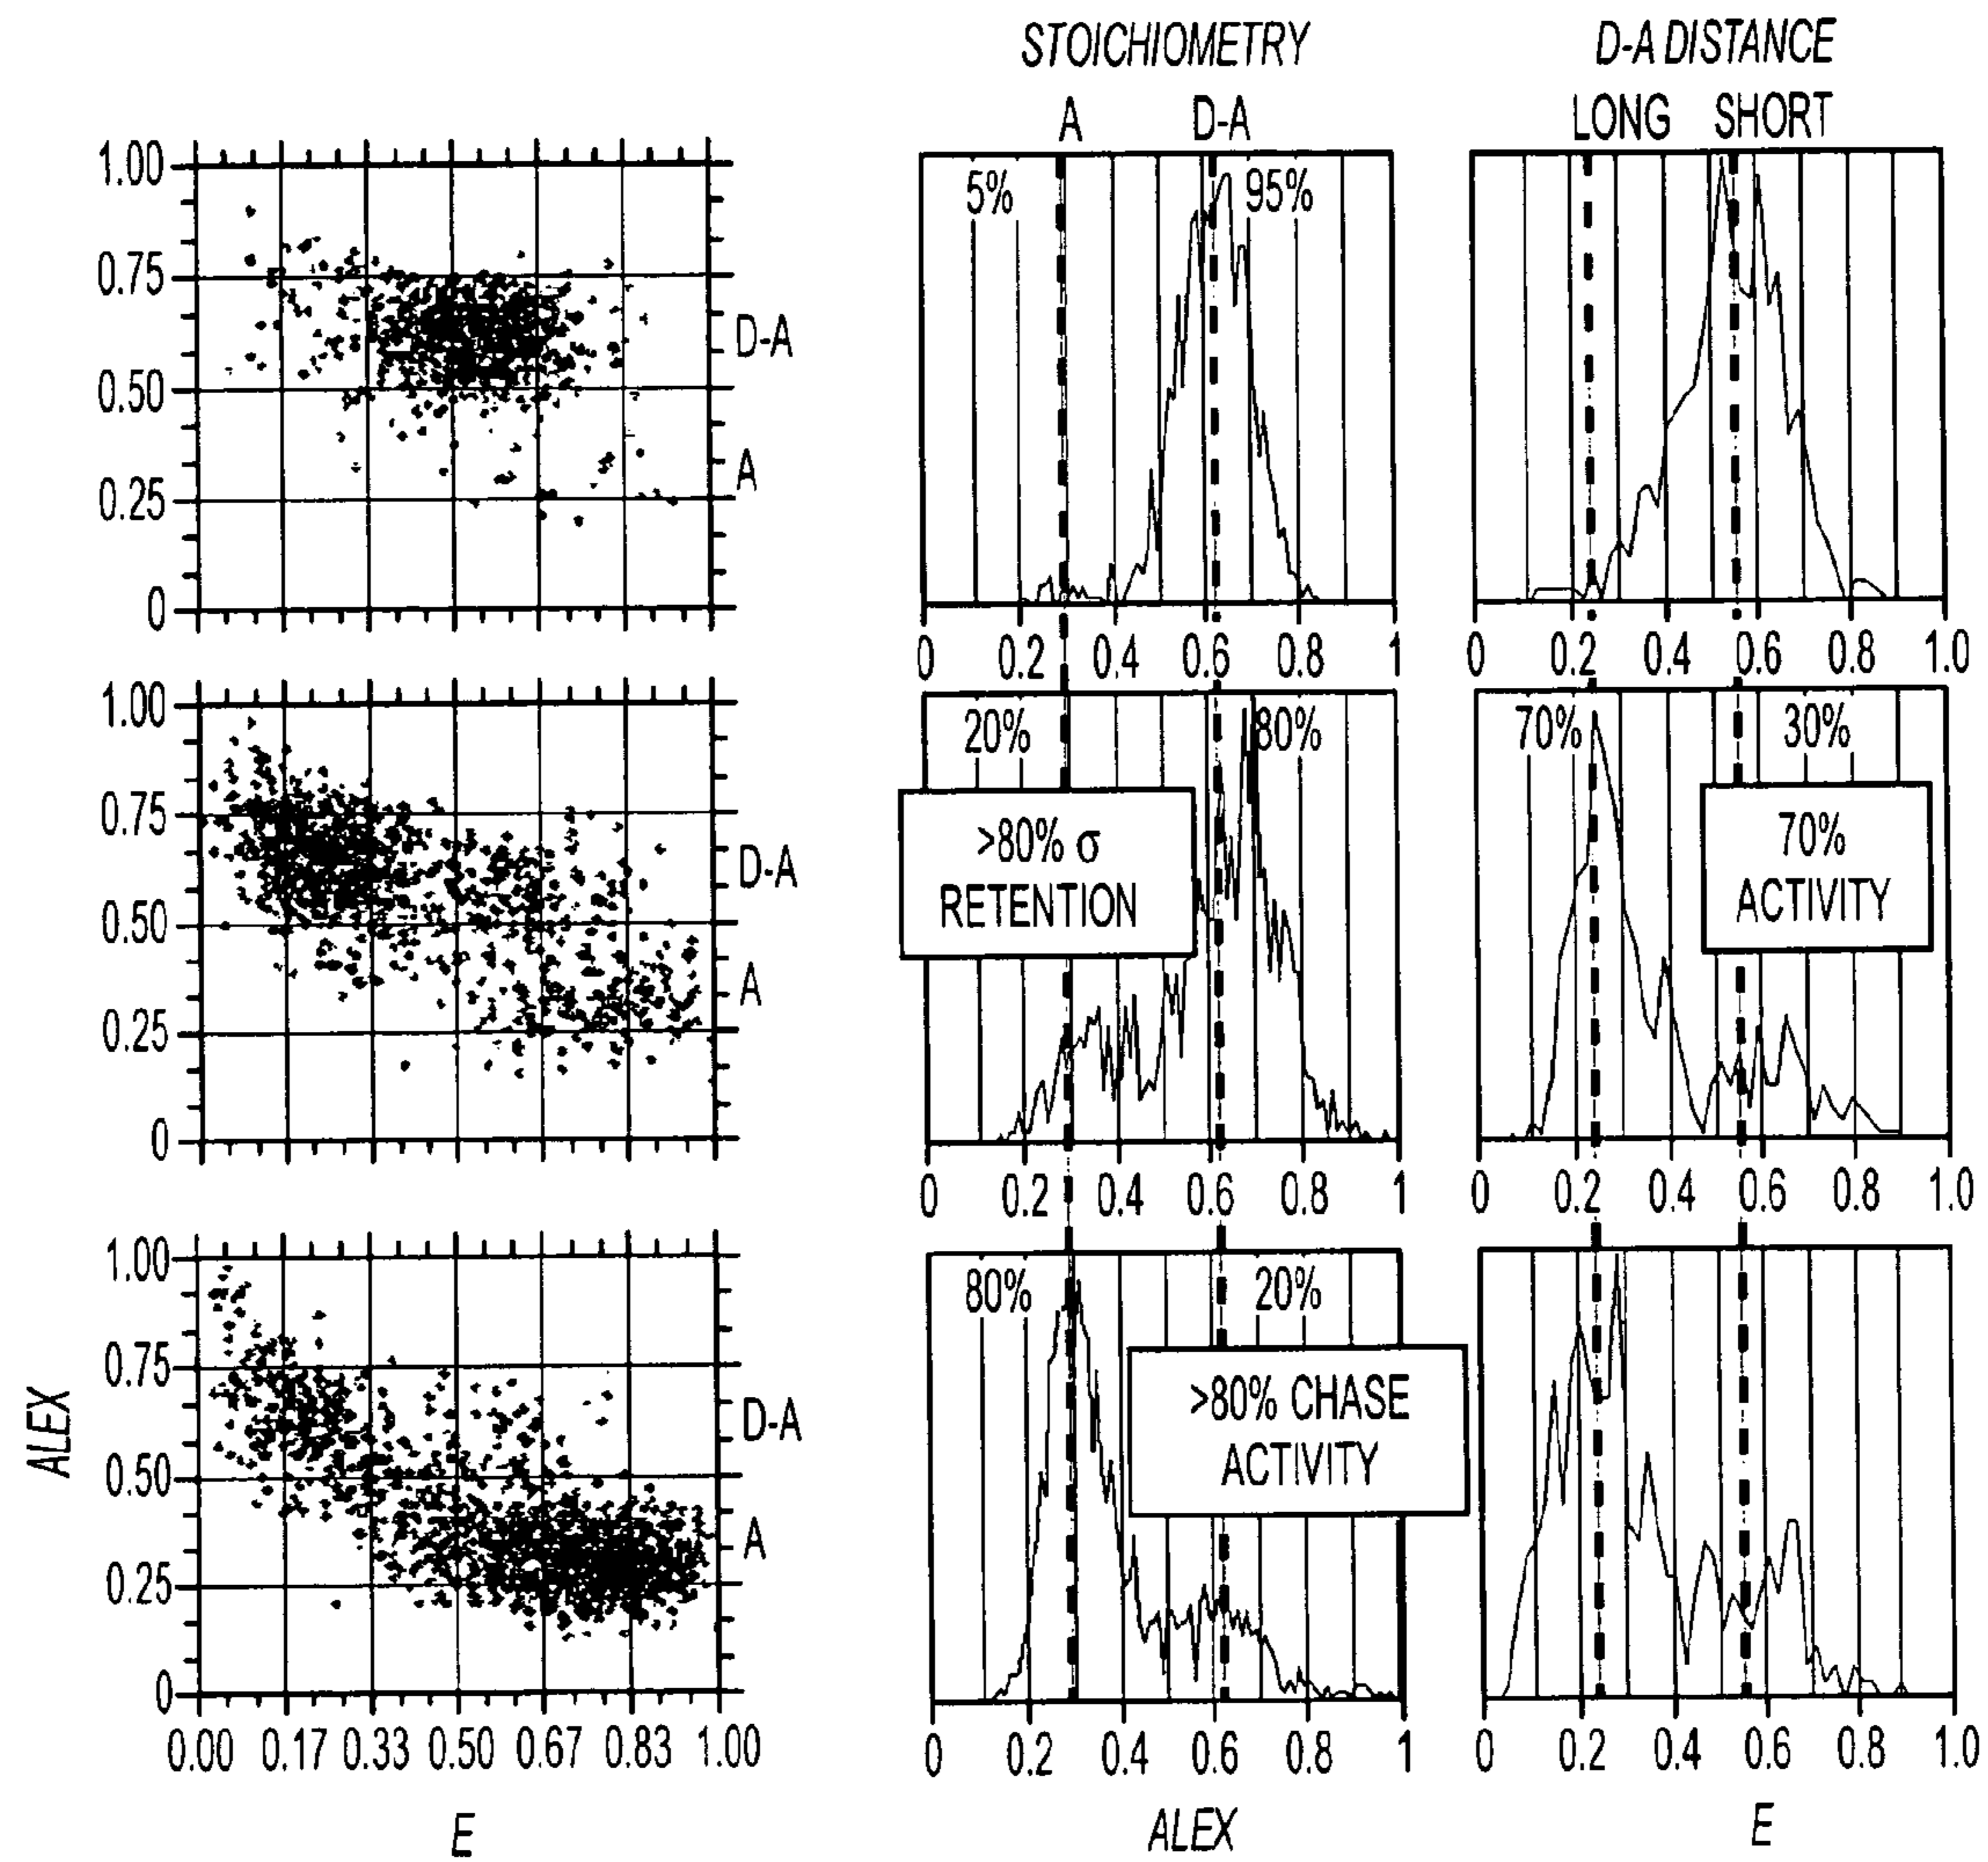 STOICHIOMETRY
D-A DISTANCE
A D-A
LONG SHORT
1.00
0.75
0.50
0.25
0
D-A
A
5% 95%
0 0.2 0.4 0.6 0.8 1
0 0.2 0.4 0.6 0.8 1.0
1.00
0.75
0.50
0.25
0
D-A
A
20% 80%
>80% σ
RETENTION
70% 30%
70%
ACTIVITY
0 0.2 0.4 0.6 0.8 1
0 0.2 0.4 0.6 0.8 1.0
ALEX
1.00
0.75
0.50
0.25
0
D-A
A
0.00 0.17 0.33 0.50 0.67 0.83 1.00
E
80% 20%
>80% CHASE
ACTIVITY
0 0.2 0.4 0.6 0.8 1
ALEX
0 0.2 0.4 0.6 0.8 1.0
E